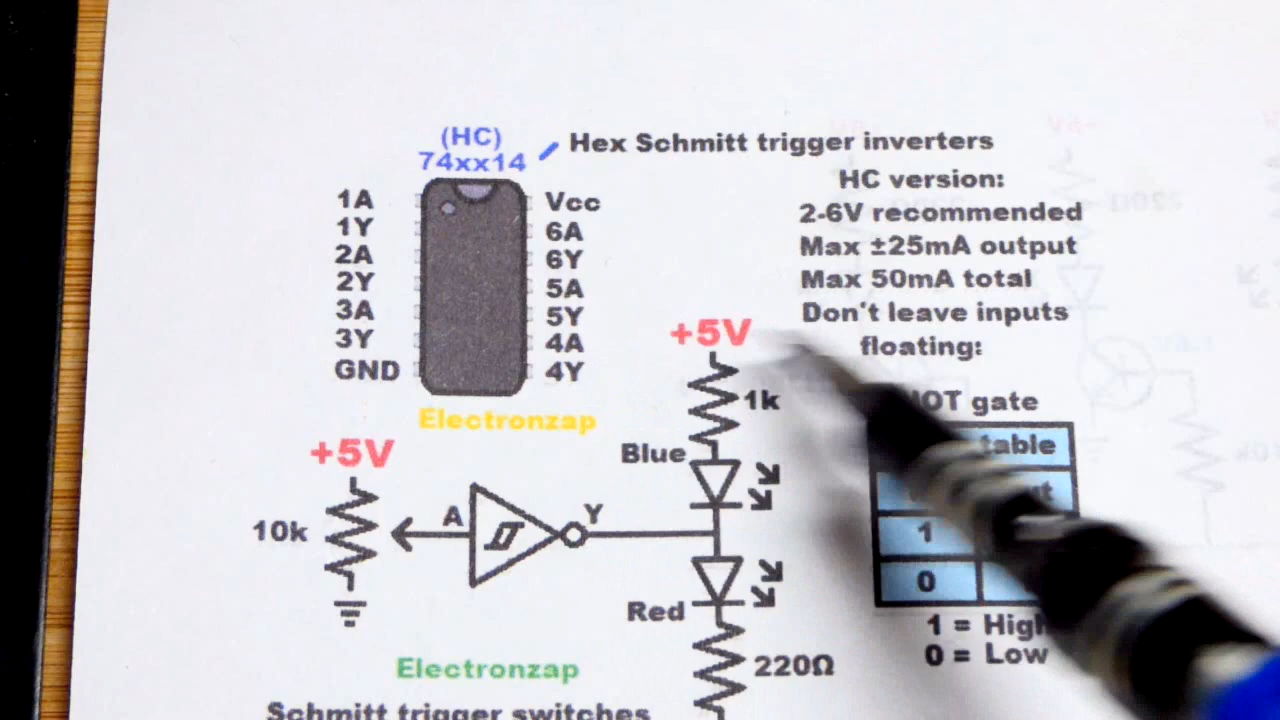 (HC)
74xx14
Hex Schmitt trigger inverters
HC version:
2-6V recommended
Max ±25mA output
Max 50mA total
Don't leave inputs
floating:
1A
1Y
2A
2Y
3A
3Y
GND
Vcc
6A
6Y
5A
5Y
4A
4Y
Electronzap
+5V
1k
Blue
+5V
10k
A
Y
Red
220Ω
gate
table
1
0
1 = High
0 = Low
Electronzap
Schmitt trigger switches